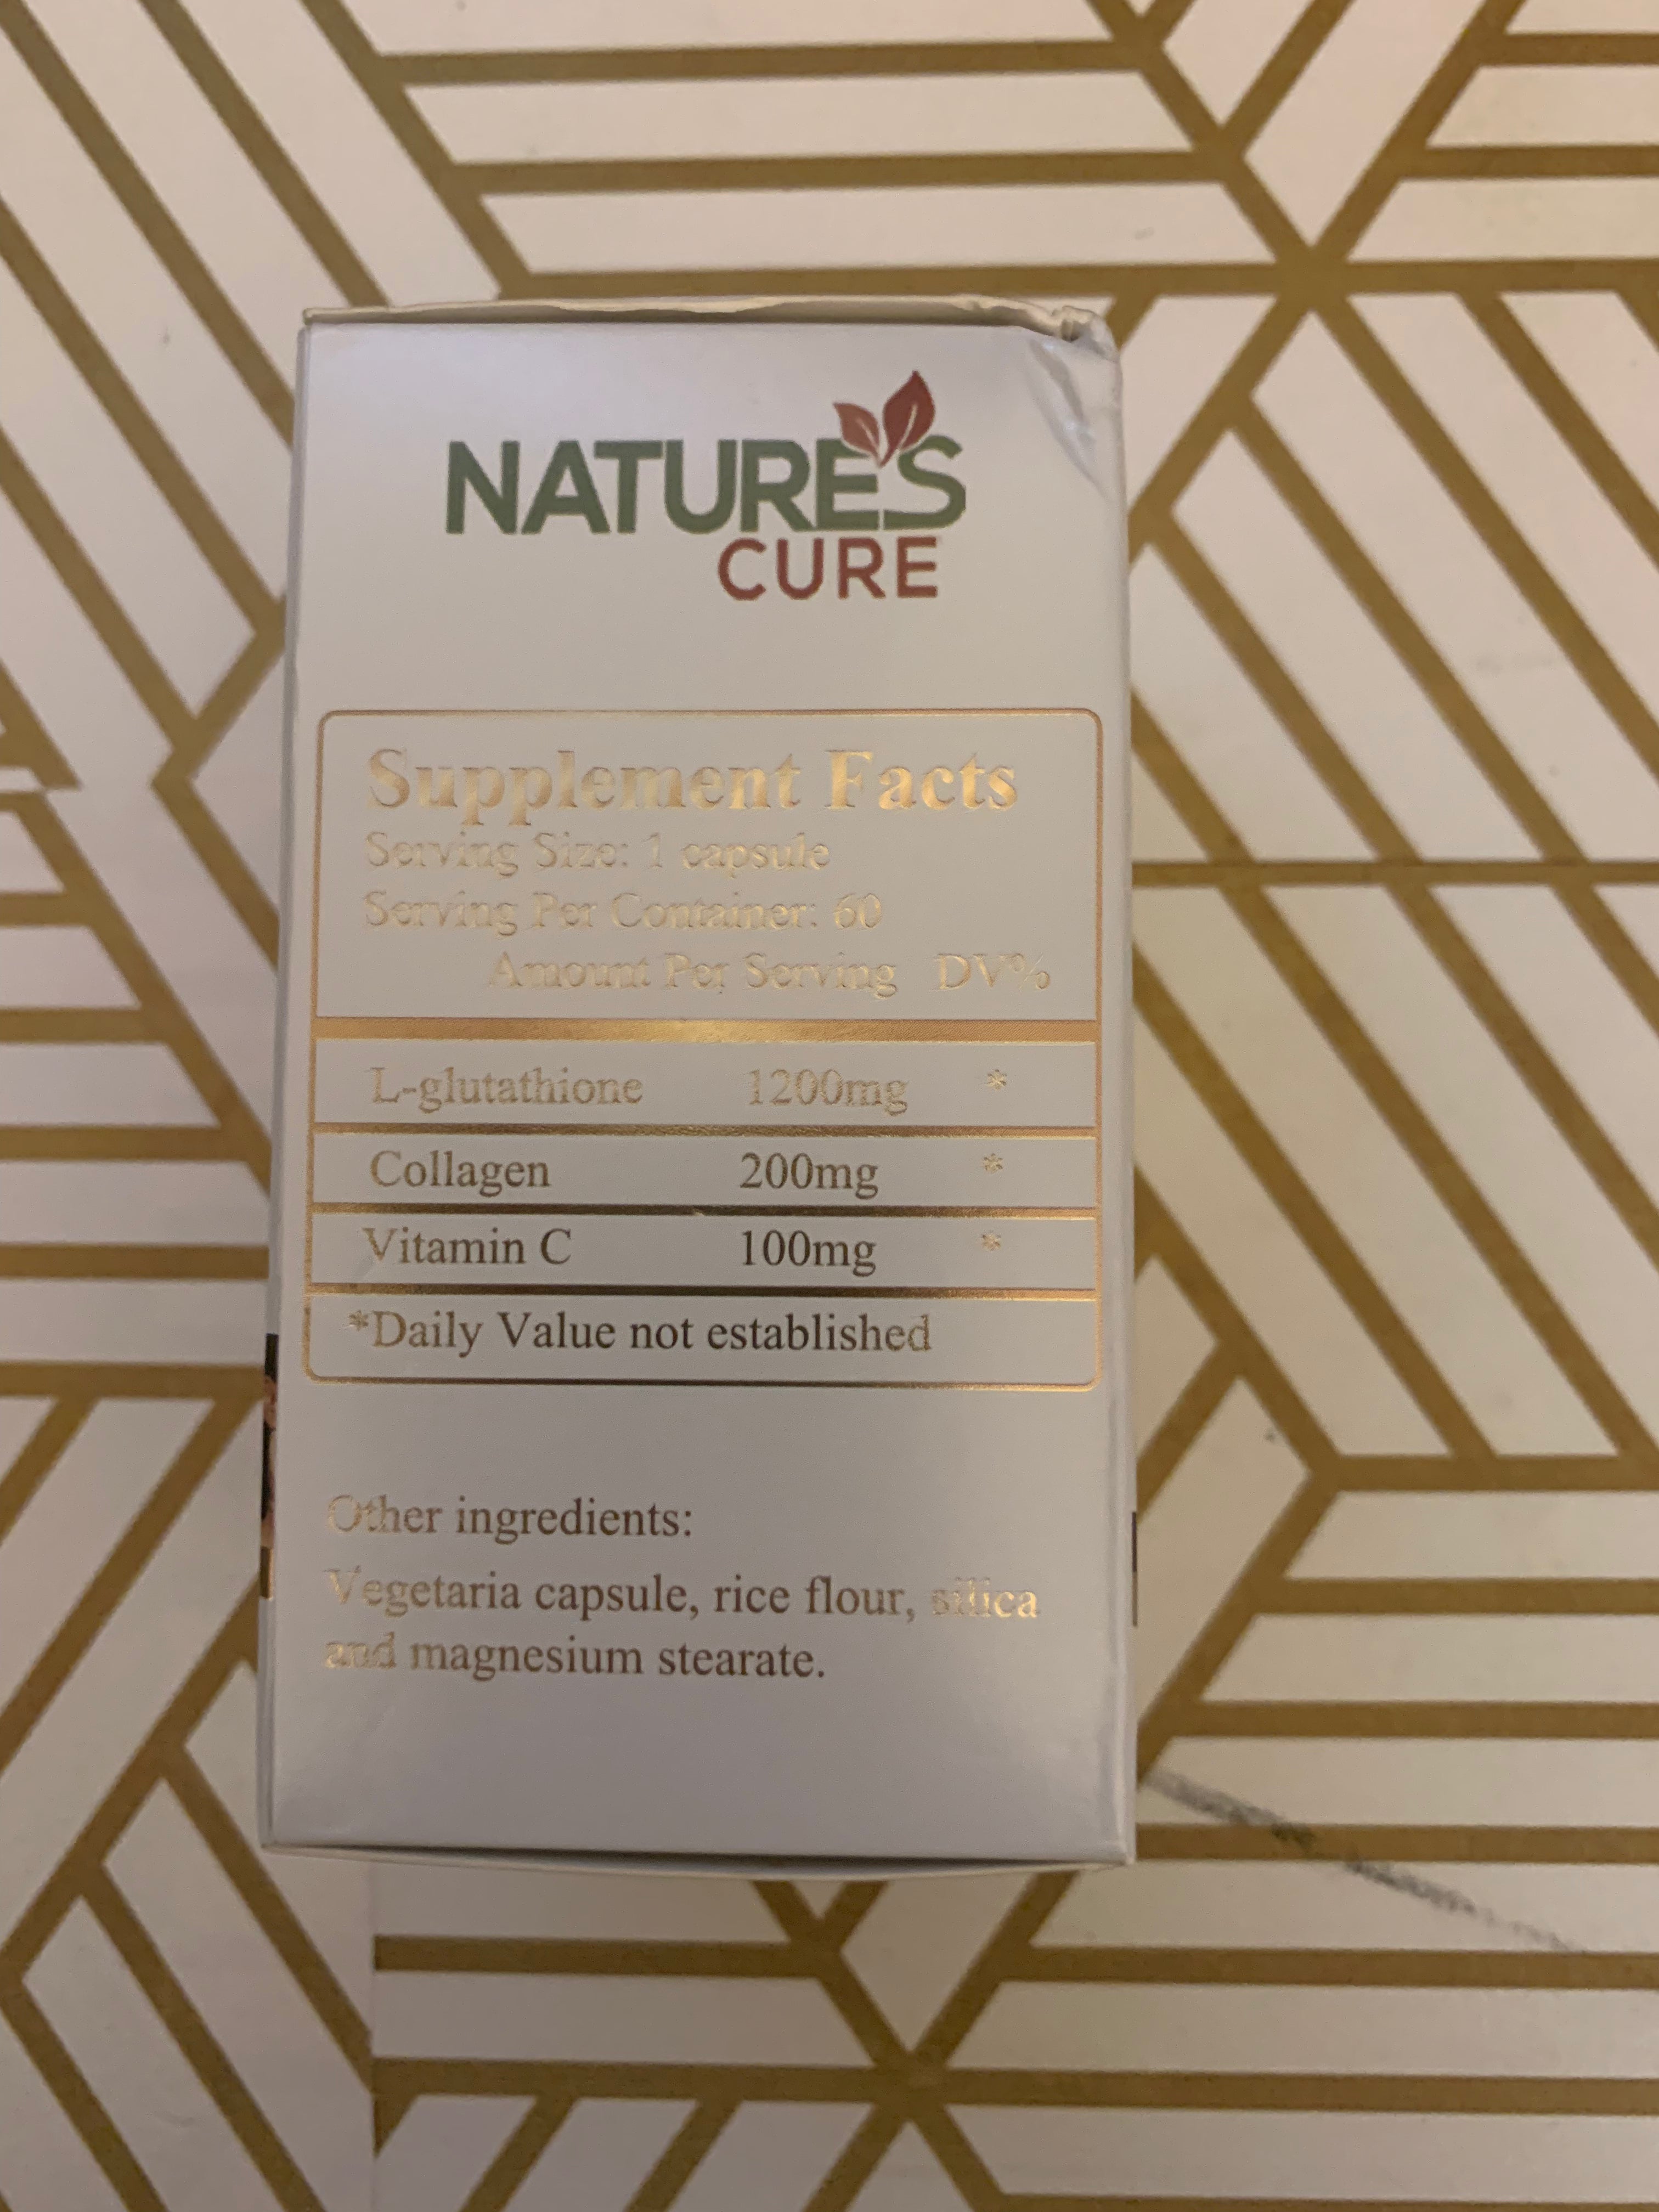 NATURE'S
CURE
Supplement Facts
Serving Size: 1 capsule
Serving Per Container: 60
Amount Per Serving DV%
L-glutathione 1200mg *
Collagen 200mg *
Vitamin C 100mg *
*Daily Value not established
Other ingredients:
Vegetaria capsule, rice flour, silica
and magnesium stearate.